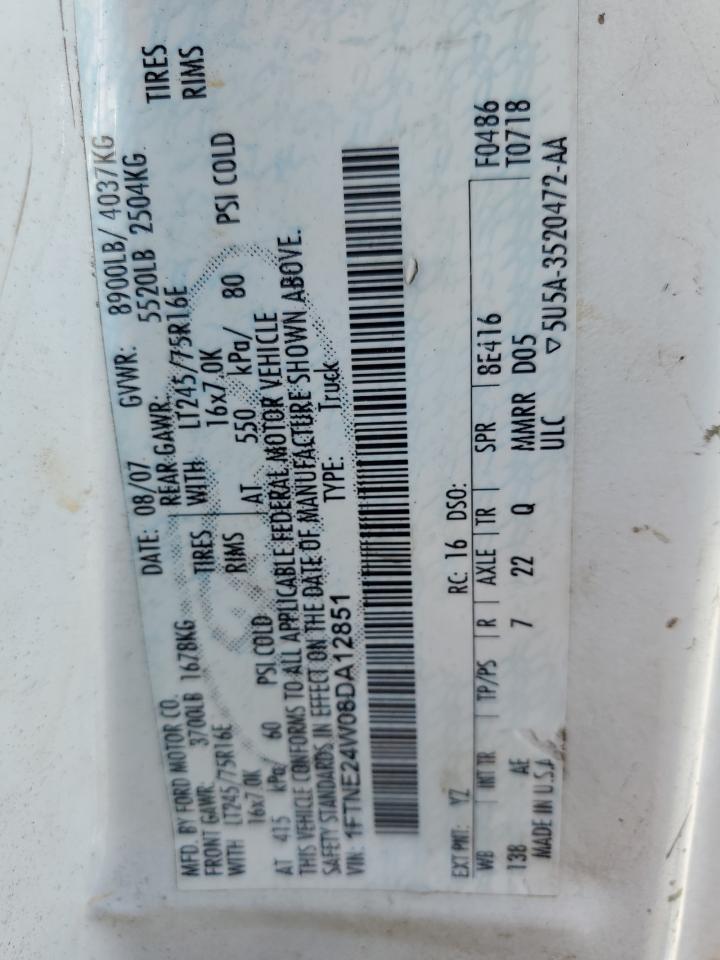 MFD. BY FORD MOTOR CO. DATE: 08/07 GVWR: 8900LB/ 4037KG
FRONT GAWR: 3700LB 1678KG REAR GAWR: 5520LB 2504KG
WITH LT245/75R16E TIRES WITH LT245/75R16E TIRES
16x7.0K RIMS 16x7.0K RIMS
AT 415 kPa/ 60 PSI COLD AT 550 kPa/ 80 PSI COLD
THIS VEHICLE CONFORMS TO ALL APPLICABLE FEDERAL MOTOR VEHICLE
SAFETY STANDARDS IN EFFECT ON THE DATE OF MANUFACTURE SHOWN ABOVE.
VIN: 1FTNE24W08DA12851 TYPE: Truck
EXT PNT: YZ RC: 16 DSO: F0486
WB INT TR TP/PS R AXLE TR SPR 8E416 T0718
138 AE 7 22 Q MMRR D05
MADE IN U.S.A. ULC ▽5U5A-3520472-AA